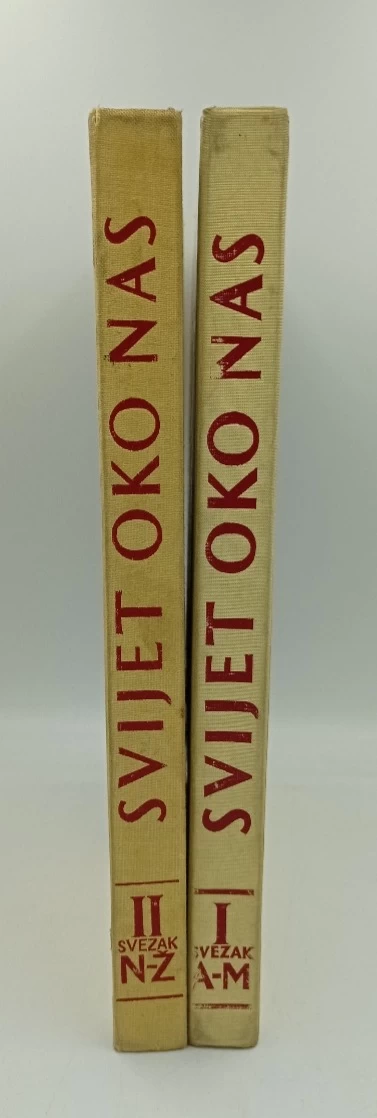 SVIJET OKO NAS
II
SVEZAK
N-Ž
SVIJET OKO NAS
I
SVEZAK
A-M